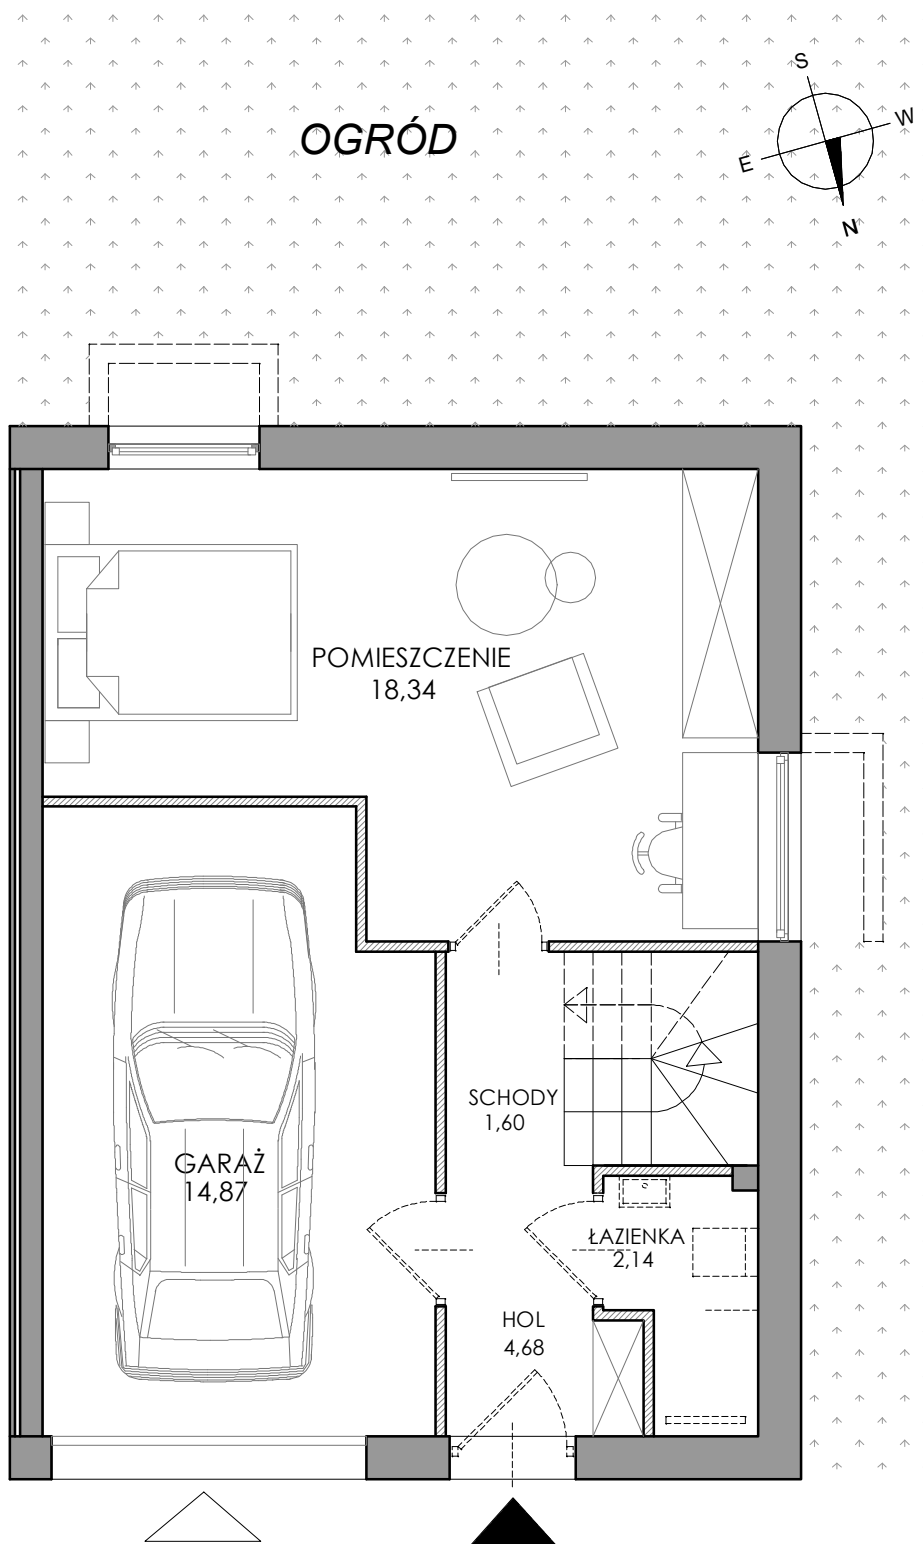 S
OGRÓD
W
E
N
POMIESZCZENIE
18,34
SCHODY
1,60
GARAŻ
14,87
S
ŁAZIENKA
2,14
HOL
4,68